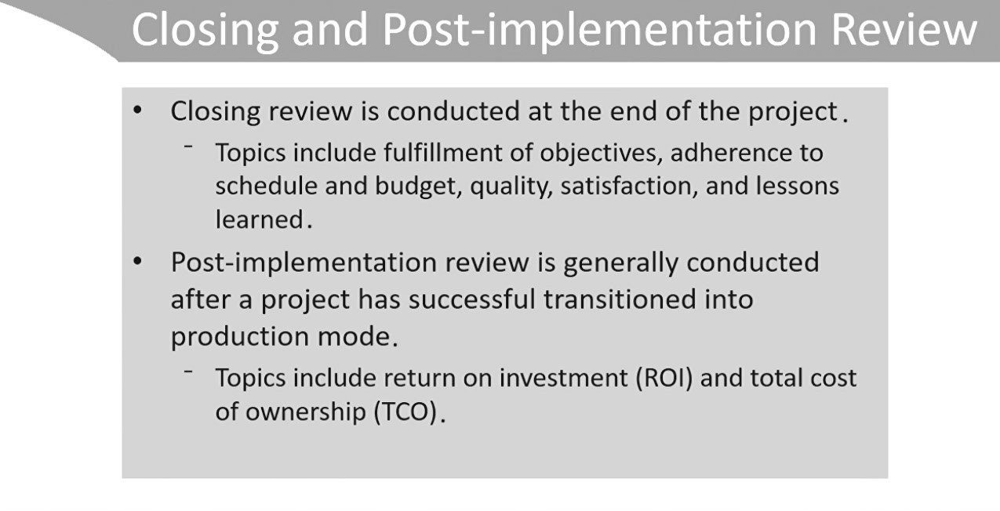 Closing and Post-implementation Review
• Closing review is conducted at the end of the project.
- Topics include fulfillment of objectives, adherence to
schedule and budget, quality, satisfaction, and lessons
learned.
• Post-implementation review is generally conducted
after a project has successful transitioned into
production mode.
- Topics include return on investment (ROI) and total cost
of ownership (TCO).